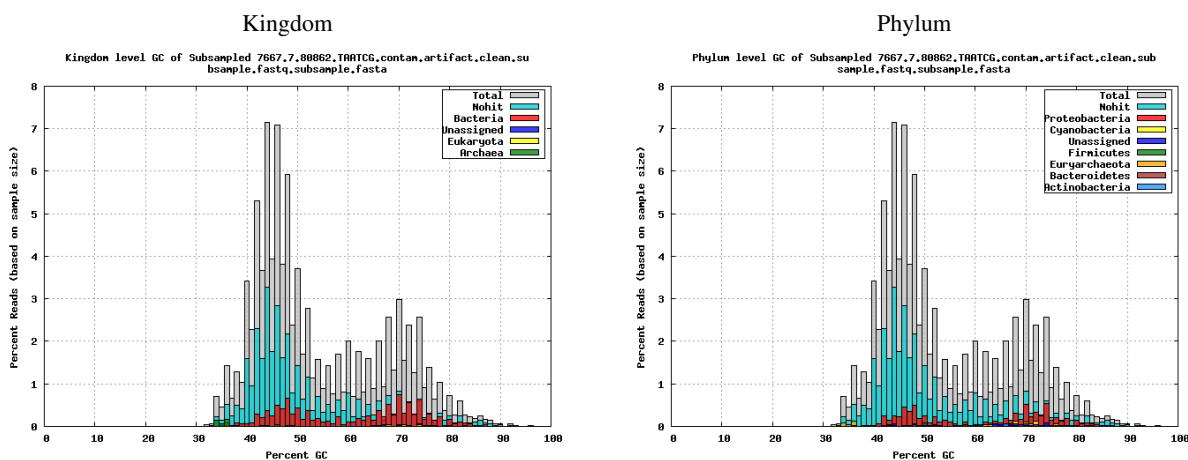 Kingdom
Kingdom level GC of Subsampled 7667.7.80862.TAATCG.contam.artifact.clean.su
bsample.fastq.subsample.fasta
8
7
6
5
4
3
2
1
0
Percent Reads (based on sample size)
Total
Nohit
Bacteria
Unassigned
Eukaryota
Archaea
0 10 20 30 40 50 60 70 80 90 100
Percent GC
Phylum
Phylum level GC of Subsampled 7667.7.80862.TAATCG.contam.artifact.clean.sub
sample.fastq.subsample.fasta
8
7
6
5
4
3
2
1
0
Percent Reads (based on sample size)
Total
Nohit
Proteobacteria
Cyanobacteria
Unassigned
Firmicutes
Euryarchaeota
Bacteroidetes
Actinobacteria
0 10 20 30 40 50 60 70 80 90 100
Percent GC